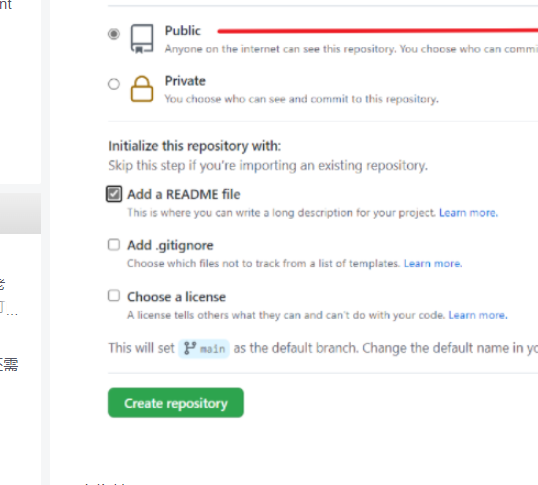 nt
Public
Anyone on the internet can see this repository. You choose who can commi
Private
You choose who can see and commit to this repository.
Initialize this repository with:
Skip this step if you're importing an existing repository.
Add a README file
This is where you can write a long description for your project. Learn more.
Add .gitignore
Choose which files not to track from a list of templates. Learn more.
Choose a license
A license tells others what they can and can't do with your code. Learn more.
...
还需
This will set main as the default branch. Change the default name in yo
Create repository